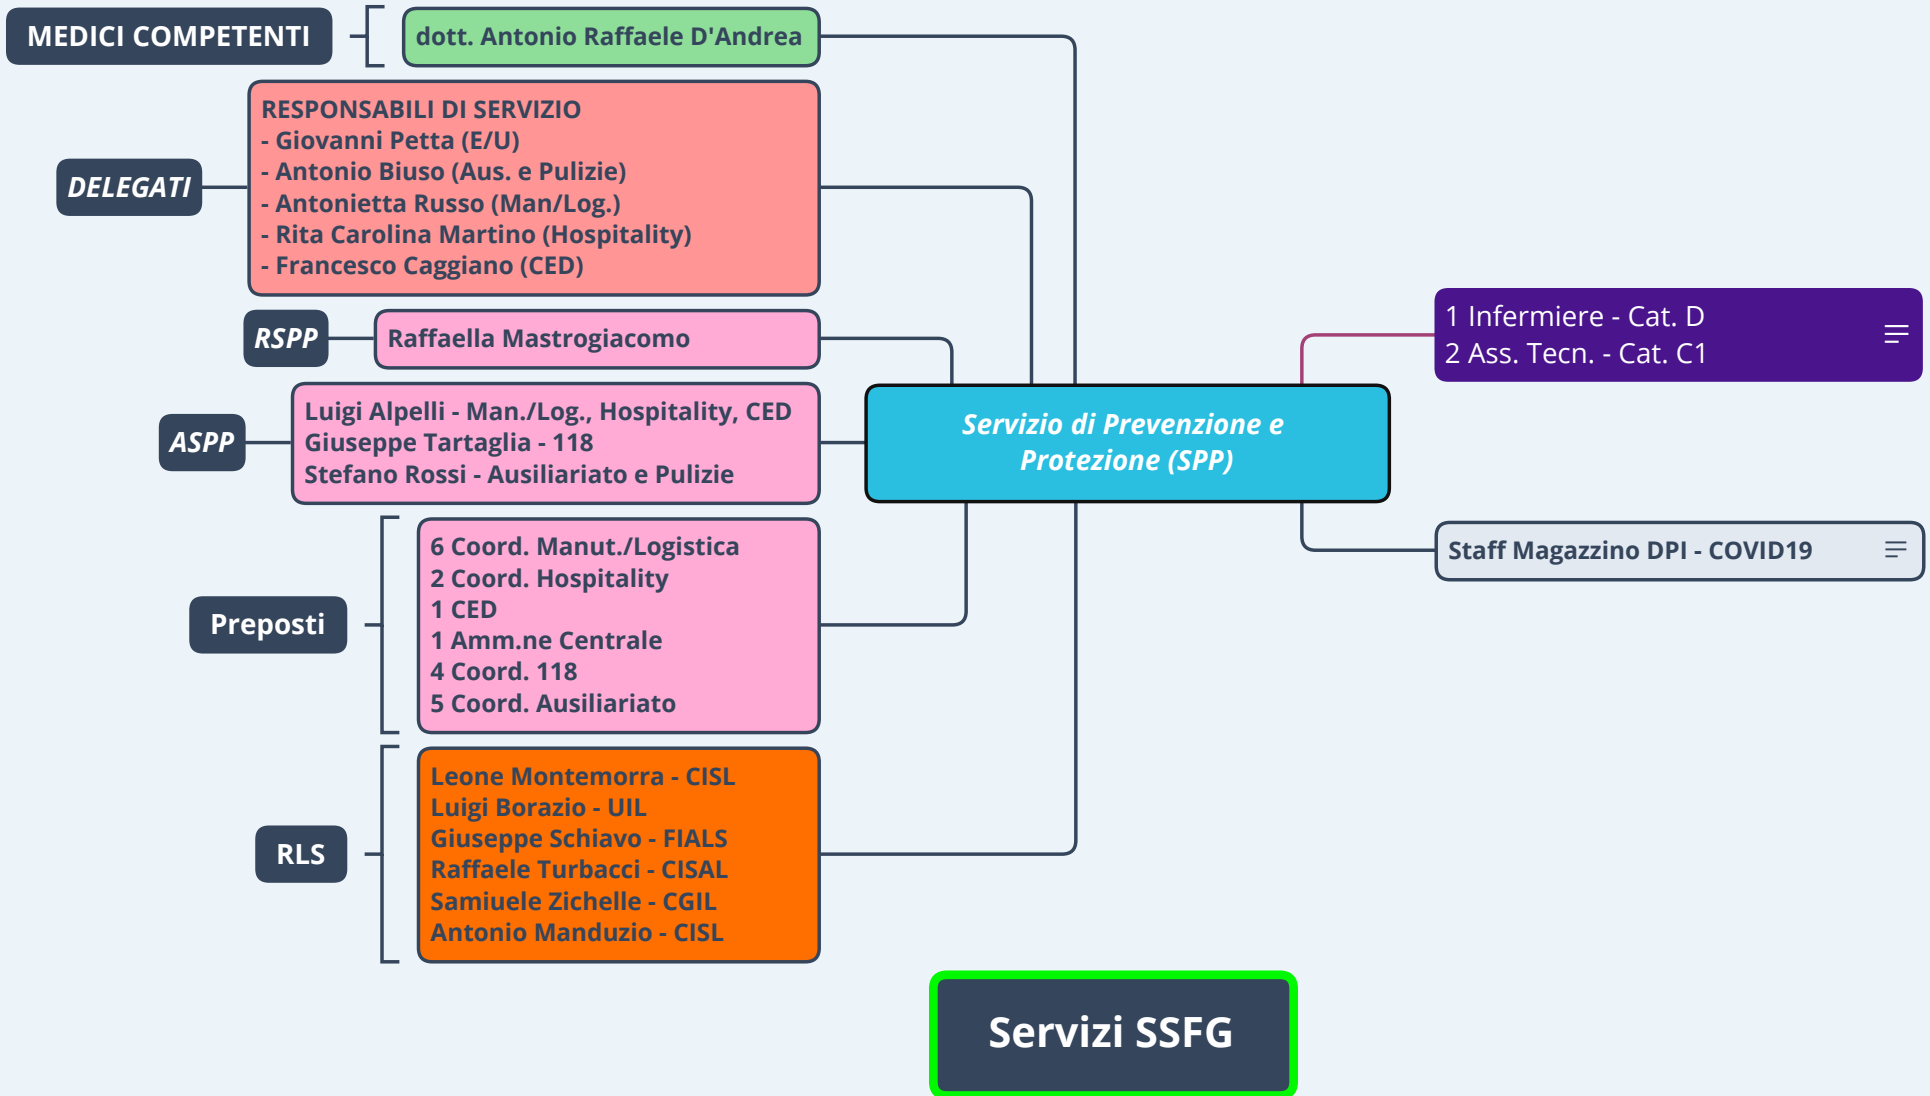 MEDICI COMPETENTI
dott. Antonio Raffaele D'Andrea
DELEGATI
RESPONSABILI DI SERVIZIO
- Giovanni Petta (E/U)
- Antonio Biuso (Aus. e Pulizie)
- Antonietta Russo (Man/Log.)
- Rita Carolina Martino (Hospitality)
- Francesco Caggiano (CED)
RSPP
Raffaella Mastrogiacomo
ASPP
Luigi Alpelli - Man./Log., Hospitality, CED
Giuseppe Tartaglia - 118
Stefano Rossi - Ausiliariato e Pulizie
Preposti
6 Coord. Manut./Logistica
2 Coord. Hospitality
1 CED
1 Amm.ne Centrale
4 Coord. 118
5 Coord. Ausiliariato
RLS
Leone Montemorra - CISL
Luigi Borazio - UIL
Giuseppe Schiavo - FIALS
Raffaele Turbacci - CISAL
Samiuele Zichelle - CGIL
Antonio Manduzio - CISL
Servizio di Prevenzione e
Protezione (SPP)
1 Infermiere - Cat. D
2 Ass. Tecn. - Cat. C1
Staff Magazzino DPI - COVID19
Servizi SSFG